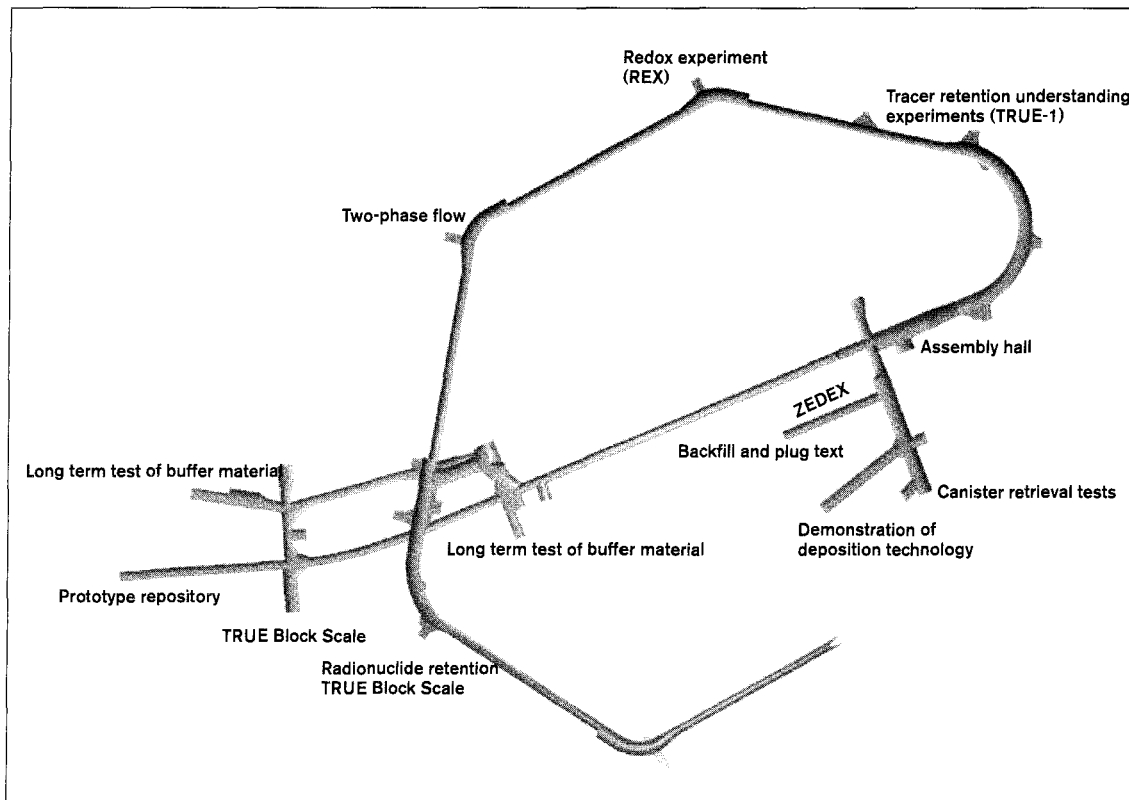 Redox experiment
(REX)
Tracer retention understanding
experiments (TRUE-1)
Two-phase flow
Assembly hall
ZEDEX
Backfill and plug text
Long term test of buffer material
Canister retrieval tests
Demonstration of
deposition technology
Long term test of buffer material
Prototype repository
TRUE Block Scale
Radionuclide retention
TRUE Block Scale